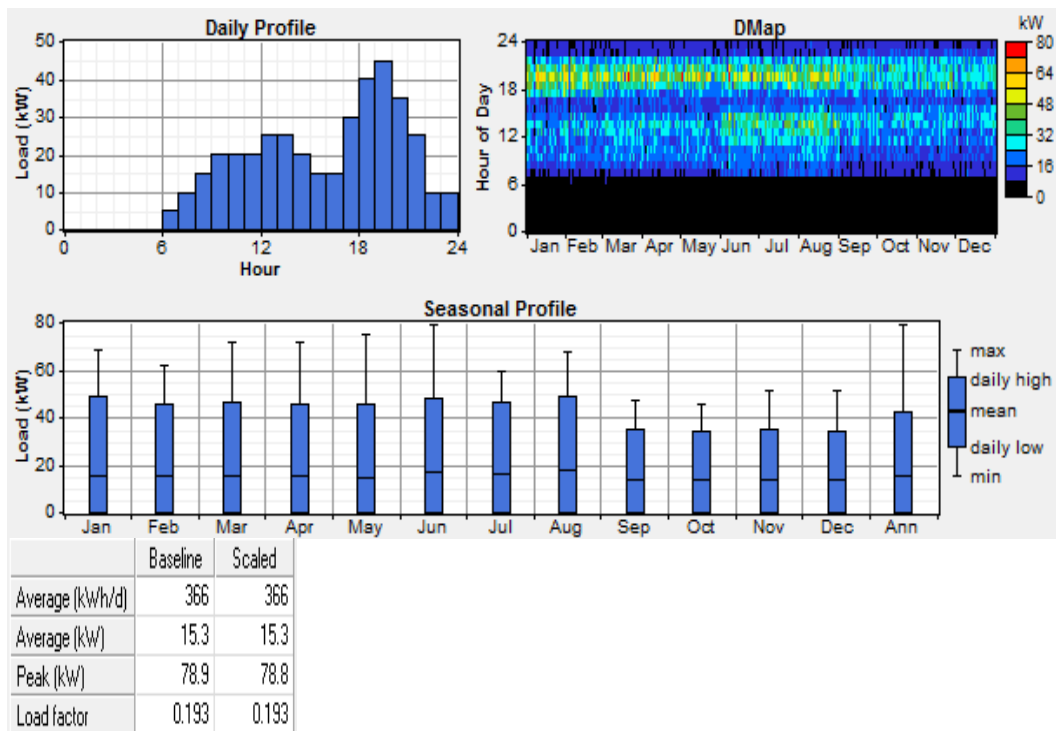 Daily Profile
50
40
30
20
10
0
Load (kW)
0 6 12 18 24
Hour
DMap
24
18
12
6
0
Hour of Day
Jan Feb Mar Apr May Jun Jul Aug Sep Oct Nov Dec
kW
80
64
48
32
16
0
Seasonal Profile
80
60
40
20
0
Load (kW)
Jan Feb Mar Apr May Jun Jul Aug Sep Oct Nov Dec Ann
max
daily high
mean
daily low
min
Baseline Scaled
Average (kWh/d) 366 366
Average (kW) 15.3 15.3
Peak (kW) 78.9 78.8
Load factor 0.193 0.193